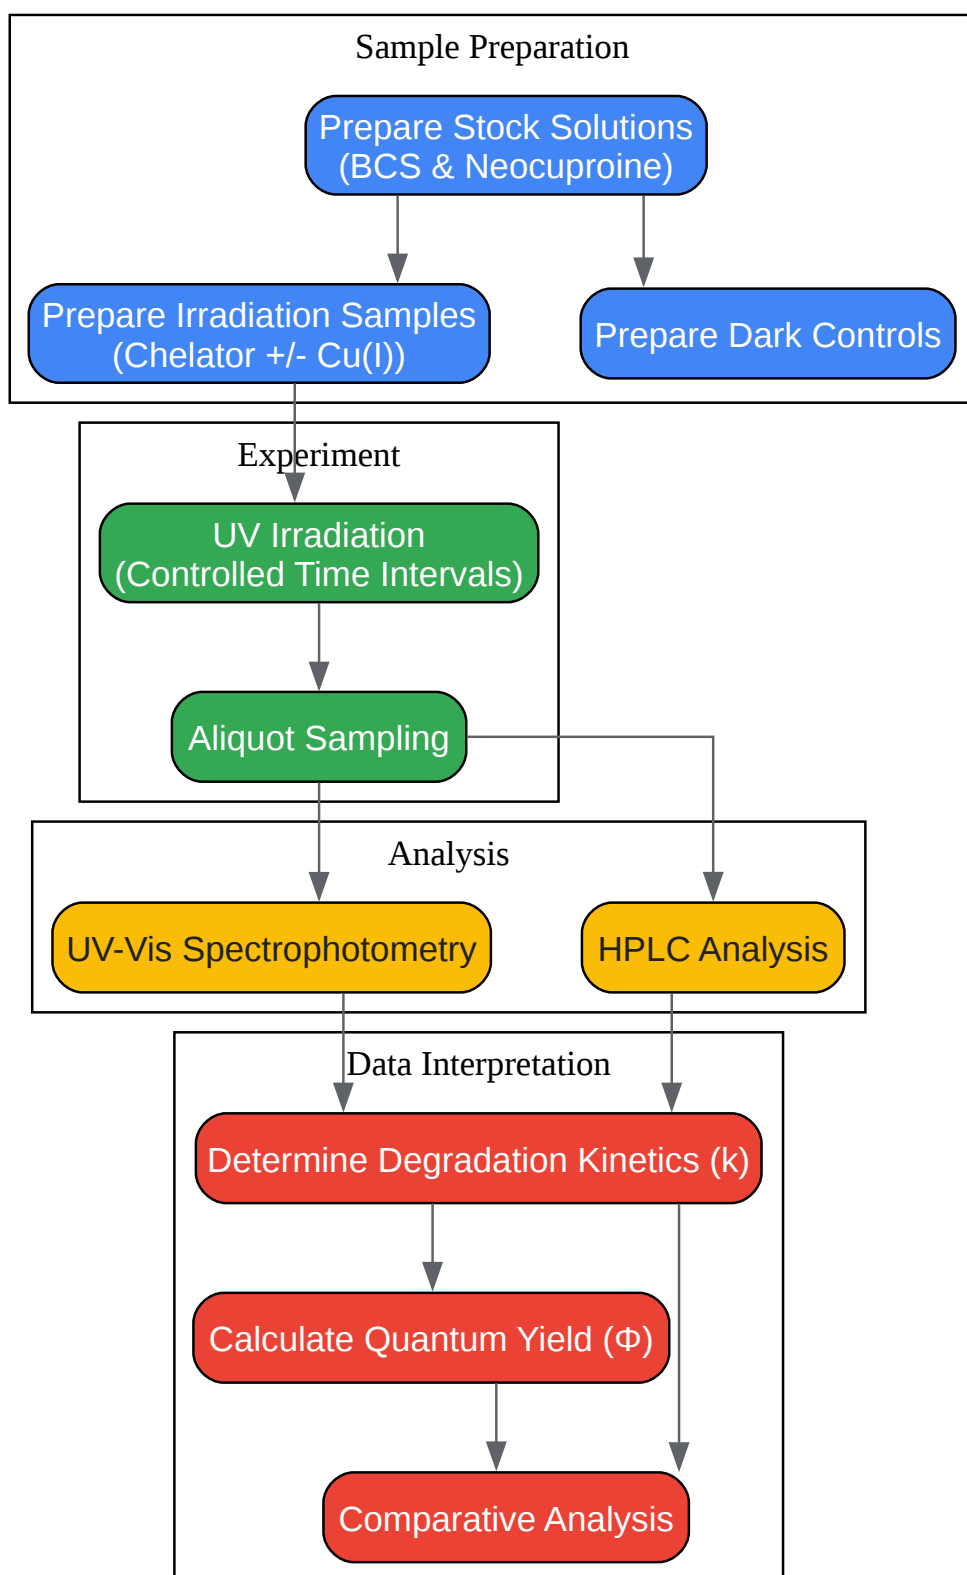 Sample Preparation
Prepare Stock Solutions
(BCS & Neocuproine)
Prepare Irradiation Samples
(Chelator +/- Cu(I))
Prepare Dark Controls
Experiment
UV Irradiation
(Controlled Time Intervals)
Aliquot Sampling
Analysis
UV-Vis Spectrophotometry
HPLC Analysis
Data Interpretation
Determine Degradation Kinetics (k)
Calculate Quantum Yield (Φ)
Comparative Analysis